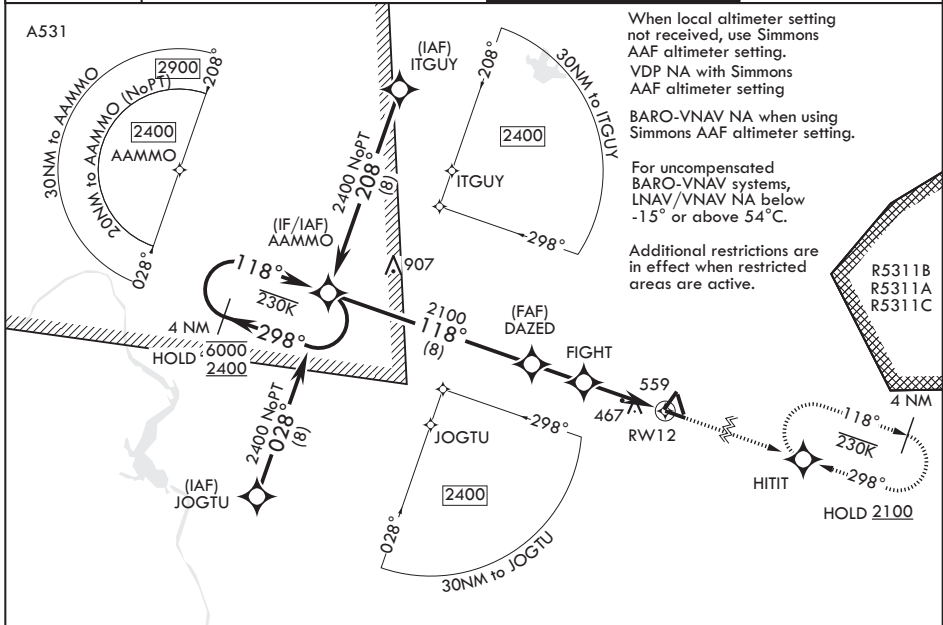 A531
When local altimeter setting
not received, use Simmons
AAF altimeter setting.
VDP NA with Simmons
AAF altimeter setting
BARO-VNAV NA when using
Simmons AAF altimeter setting.
For uncompensated
BARO-VNAV systems,
LNAV/VNAV NA below
-15° or above 54°C.
Additional restrictions are
in effect when restricted
areas are active.
R5311B
R5311A
R5311C
30NM to AAMMO
20NM to AAMMO (NoPT)
2900
2400
AAMMO
208°
028°
(IAF)
ITGUY
2400 NoPT
208°
(8)
208°
30NM to ITGUY
2400
ITGUY
298°
(IF/IAF)
AAMMO
118°
230K
298°
4 NM
HOLD 6000
2400
907
2100
118°
(8)
(FAF)
DAZED
FIGHT
559
467
RW12
2400 NoPT
028°
(8)
(IAF)
JOGTU
JOGTU
298°
2400
028°
30NM to JOGTU
4 NM
118°
230K
298°
HITIT
HOLD 2100